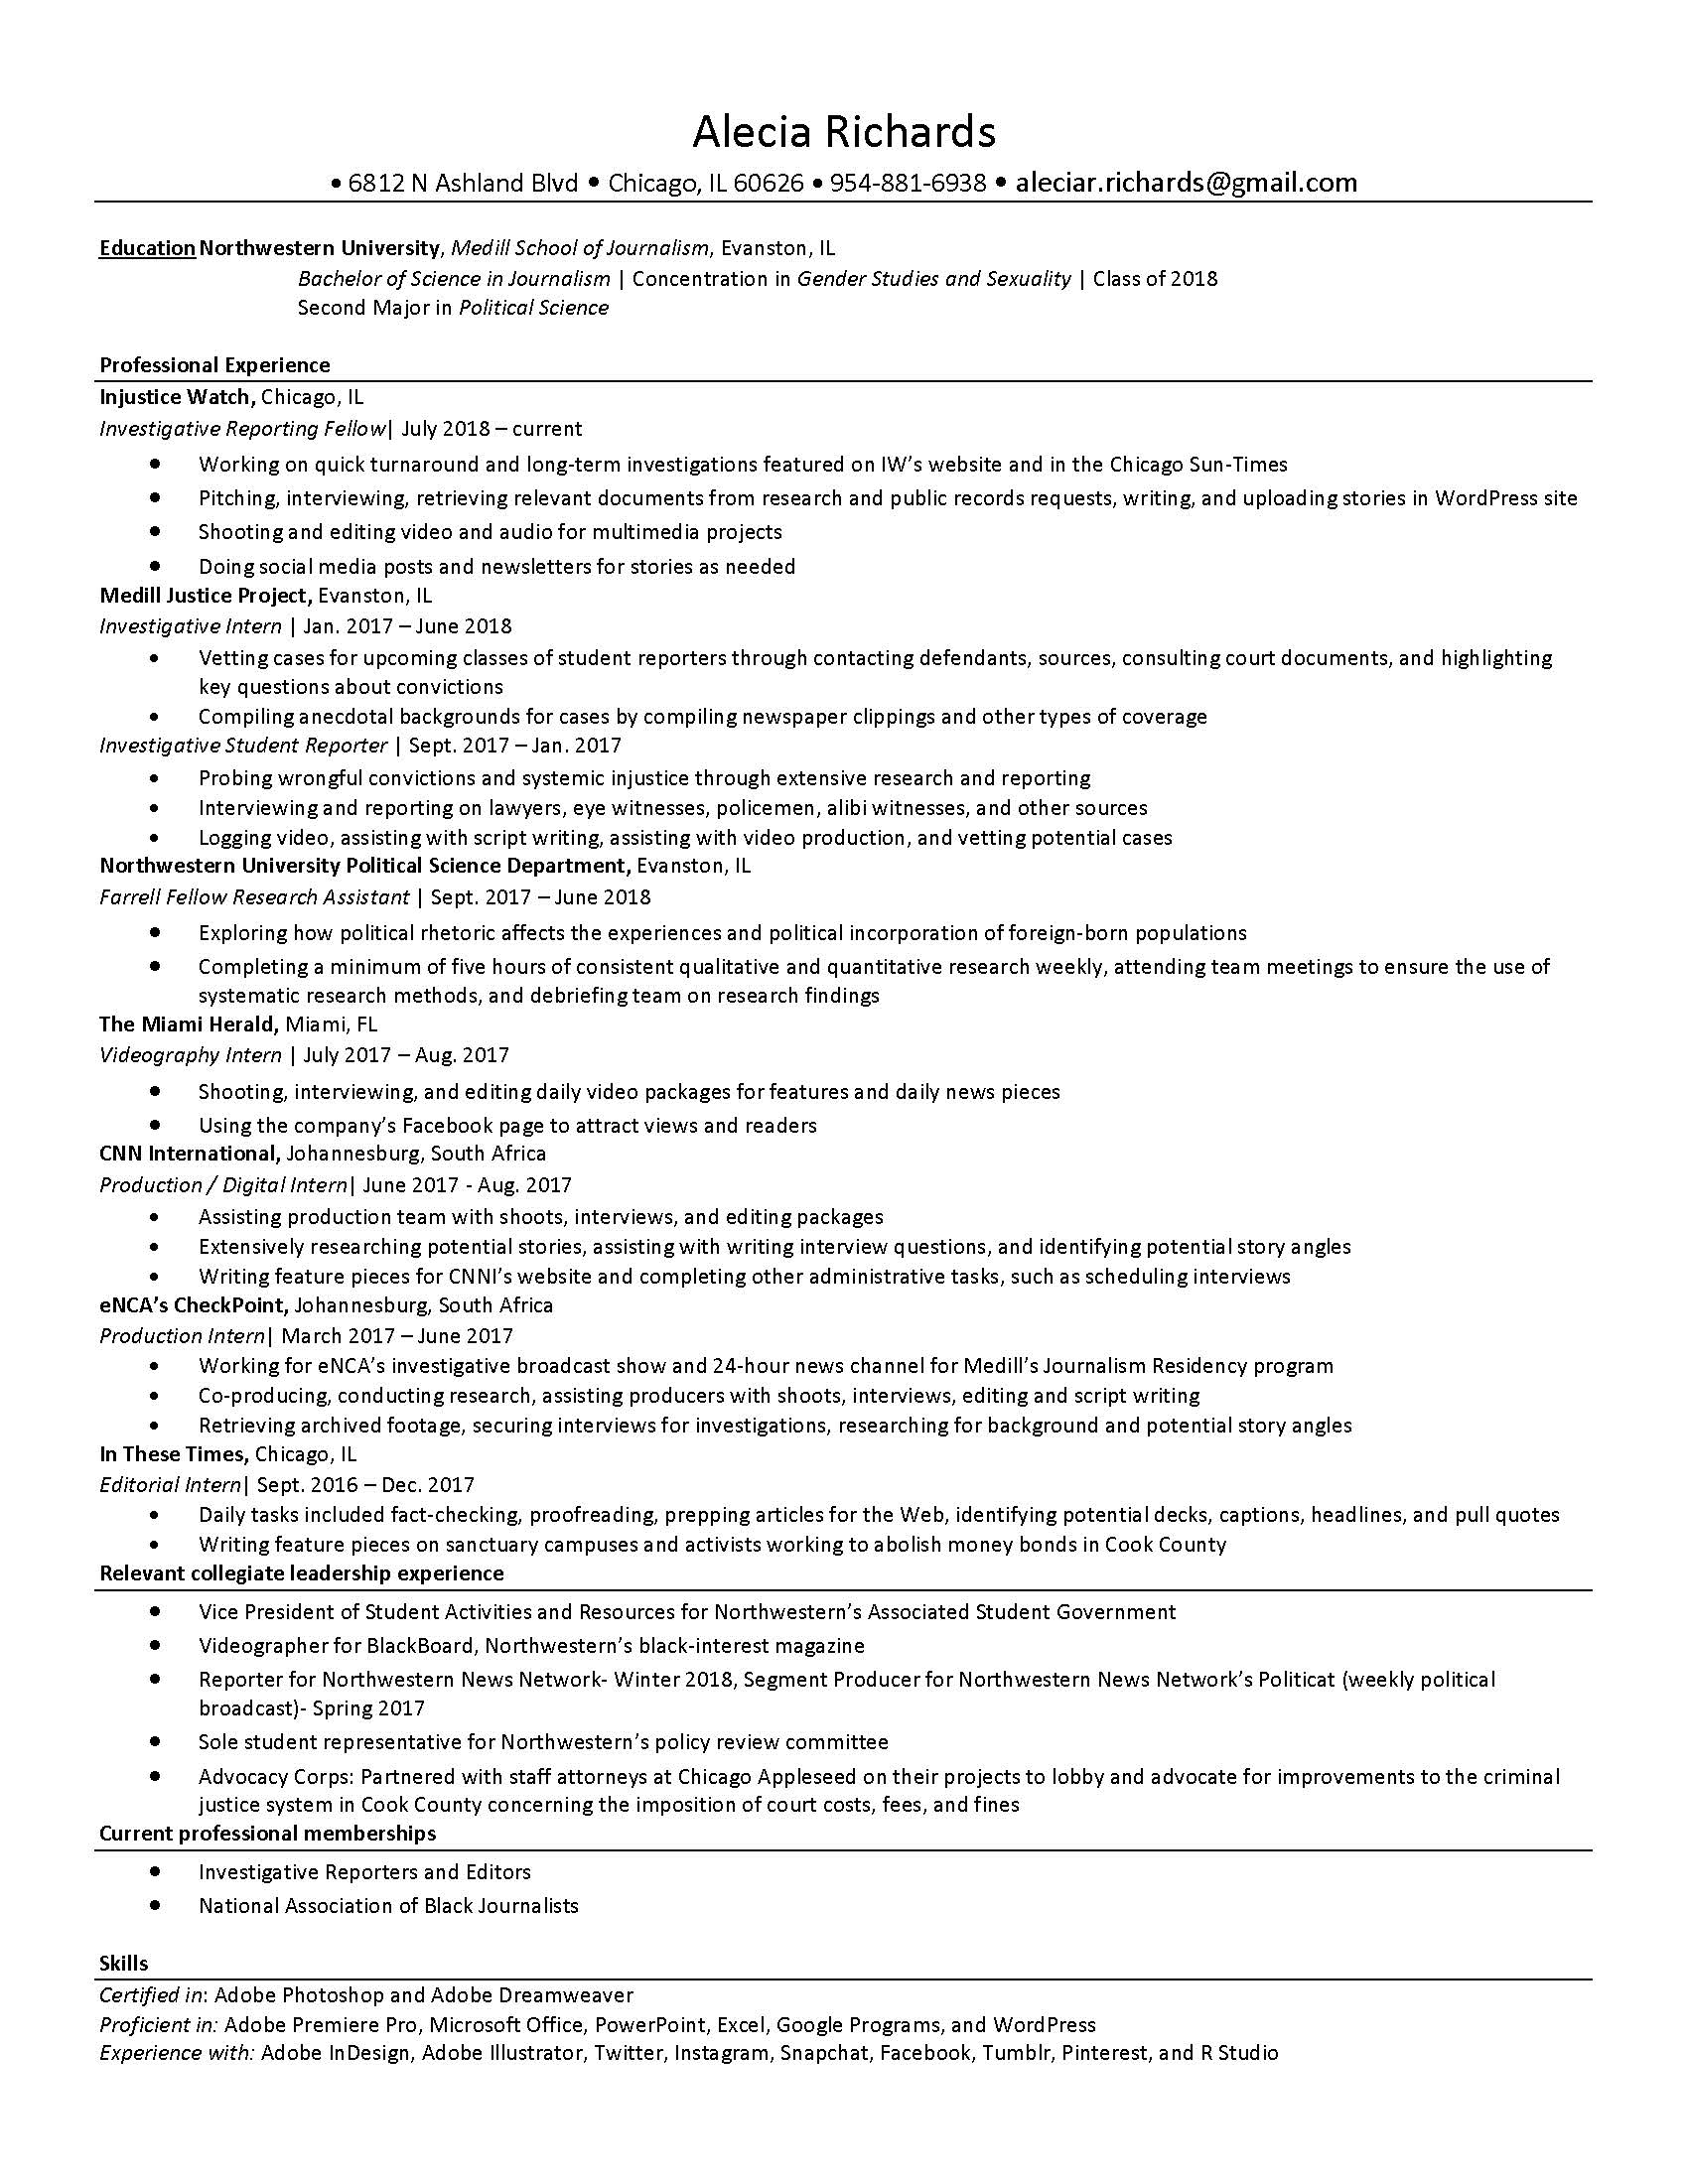 Alecia Richards
• 6812 N Ashland Blvd • Chicago, IL 60626 • 954-881-6938 • aleciar.richards@gmail.com
Education Northwestern University, Medill School of Journalism, Evanston, IL
Bachelor of Science in Journalism | Concentration in Gender Studies and Sexuality | Class of 2018
Second Major in Political Science
Professional Experience
Injustice Watch, Chicago, IL
Investigative Reporting Fellow| July 2018 – current
• Working on quick turnaround and long-term investigations featured on IW’s website and in the Chicago Sun-Times
• Pitching, interviewing, retrieving relevant documents from research and public records requests, writing, and uploading stories in WordPress site
• Shooting and editing video and audio for multimedia projects
• Doing social media posts and newsletters for stories as needed
Medill Justice Project, Evanston, IL
Investigative Intern | Jan. 2017 – June 2018
• Vetting cases for upcoming classes of student reporters through contacting defendants, sources, consulting court documents, and highlighting
key questions about convictions
• Compiling anecdotal backgrounds for cases by compiling newspaper clippings and other types of coverage
Investigative Student Reporter | Sept. 2017 – Jan. 2017
• Probing wrongful convictions and systemic injustice through extensive research and reporting
• Interviewing and reporting on lawyers, eye witnesses, policemen, alibi witnesses, and other sources
• Logging video, assisting with script writing, assisting with video production, and vetting potential cases
Northwestern University Political Science Department, Evanston, IL
Farrell Fellow Research Assistant | Sept. 2017 – June 2018
• Exploring how political rhetoric affects the experiences and political incorporation of foreign-born populations
• Completing a minimum of five hours of consistent qualitative and quantitative research weekly, attending team meetings to ensure the use of
systematic research methods, and debriefing team on research findings
The Miami Herald, Miami, FL
Videography Intern | July 2017 – Aug. 2017
• Shooting, interviewing, and editing daily video packages for features and daily news pieces
• Using the company’s Facebook page to attract views and readers
CNN International, Johannesburg, South Africa
Production / Digital Intern| June 2017 - Aug. 2017
• Assisting production team with shoots, interviews, and editing packages
• Extensively researching potential stories, assisting with writing interview questions, and identifying potential story angles
• Writing feature pieces for CNNI’s website and completing other administrative tasks, such as scheduling interviews
eNCA’s CheckPoint, Johannesburg, South Africa
Production Intern| March 2017 – June 2017
• Working for eNCA’s investigative broadcast show and 24-hour news channel for Medill’s Journalism Residency program
• Co-producing, conducting research, assisting producers with shoots, interviews, editing and script writing
• Retrieving archived footage, securing interviews for investigations, researching for background and potential story angles
In These Times, Chicago, IL
Editorial Intern| Sept. 2016 – Dec. 2017
• Daily tasks included fact-checking, proofreading, prepping articles for the Web, identifying potential decks, captions, headlines, and pull quotes
• Writing feature pieces on sanctuary campuses and activists working to abolish money bonds in Cook County
Relevant collegiate leadership experience
• Vice President of Student Activities and Resources for Northwestern’s Associated Student Government
• Videographer for BlackBoard, Northwestern’s black-interest magazine
• Reporter for Northwestern News Network- Winter 2018, Segment Producer for Northwestern News Network’s Politicat (weekly political
broadcast)- Spring 2017
• Sole student representative for Northwestern’s policy review committee
• Advocacy Corps: Partnered with staff attorneys at Chicago Appleseed on their projects to lobby and advocate for improvements to the criminal
justice system in Cook County concerning the imposition of court costs, fees, and fines
Current professional memberships
• Investigative Reporters and Editors
• National Association of Black Journalists
Skills
Certified in: Adobe Photoshop and Adobe Dreamweaver
Proficient in: Adobe Premiere Pro, Microsoft Office, PowerPoint, Excel, Google Programs, and WordPress
Experience with: Adobe InDesign, Adobe Illustrator, Twitter, Instagram, Snapchat, Facebook, Tumblr, Pinterest, and R Studio